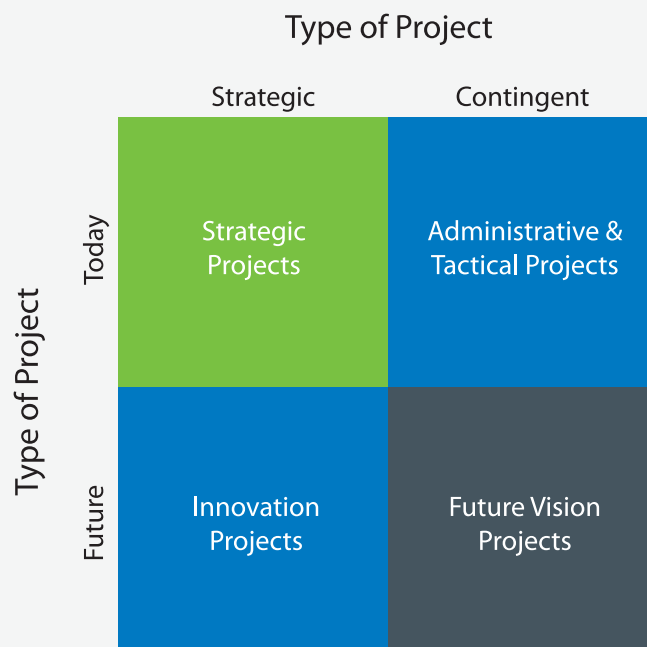 Type of Project
Strategic
Contingent
Type of Project
Today
Strategic
Projects
Administrative &
Tactical Projects
Future
Innovation
Projects
Future Vision
Projects